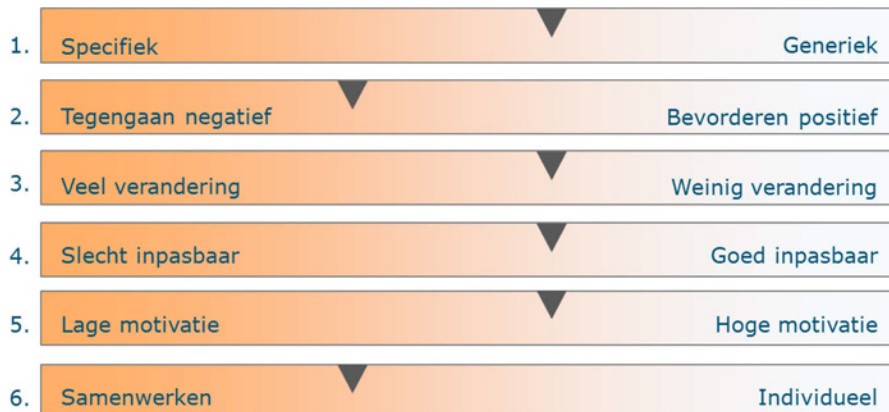 1. Specifiek Generiek
2. Tegengaan negatief Bevorderen positief
3. Veel verandering Weinig verandering
4. Slecht inpasbaar Goed inpasbaar
5. Lage motivatie Hoge motivatie
6. Samenwerken Individueel